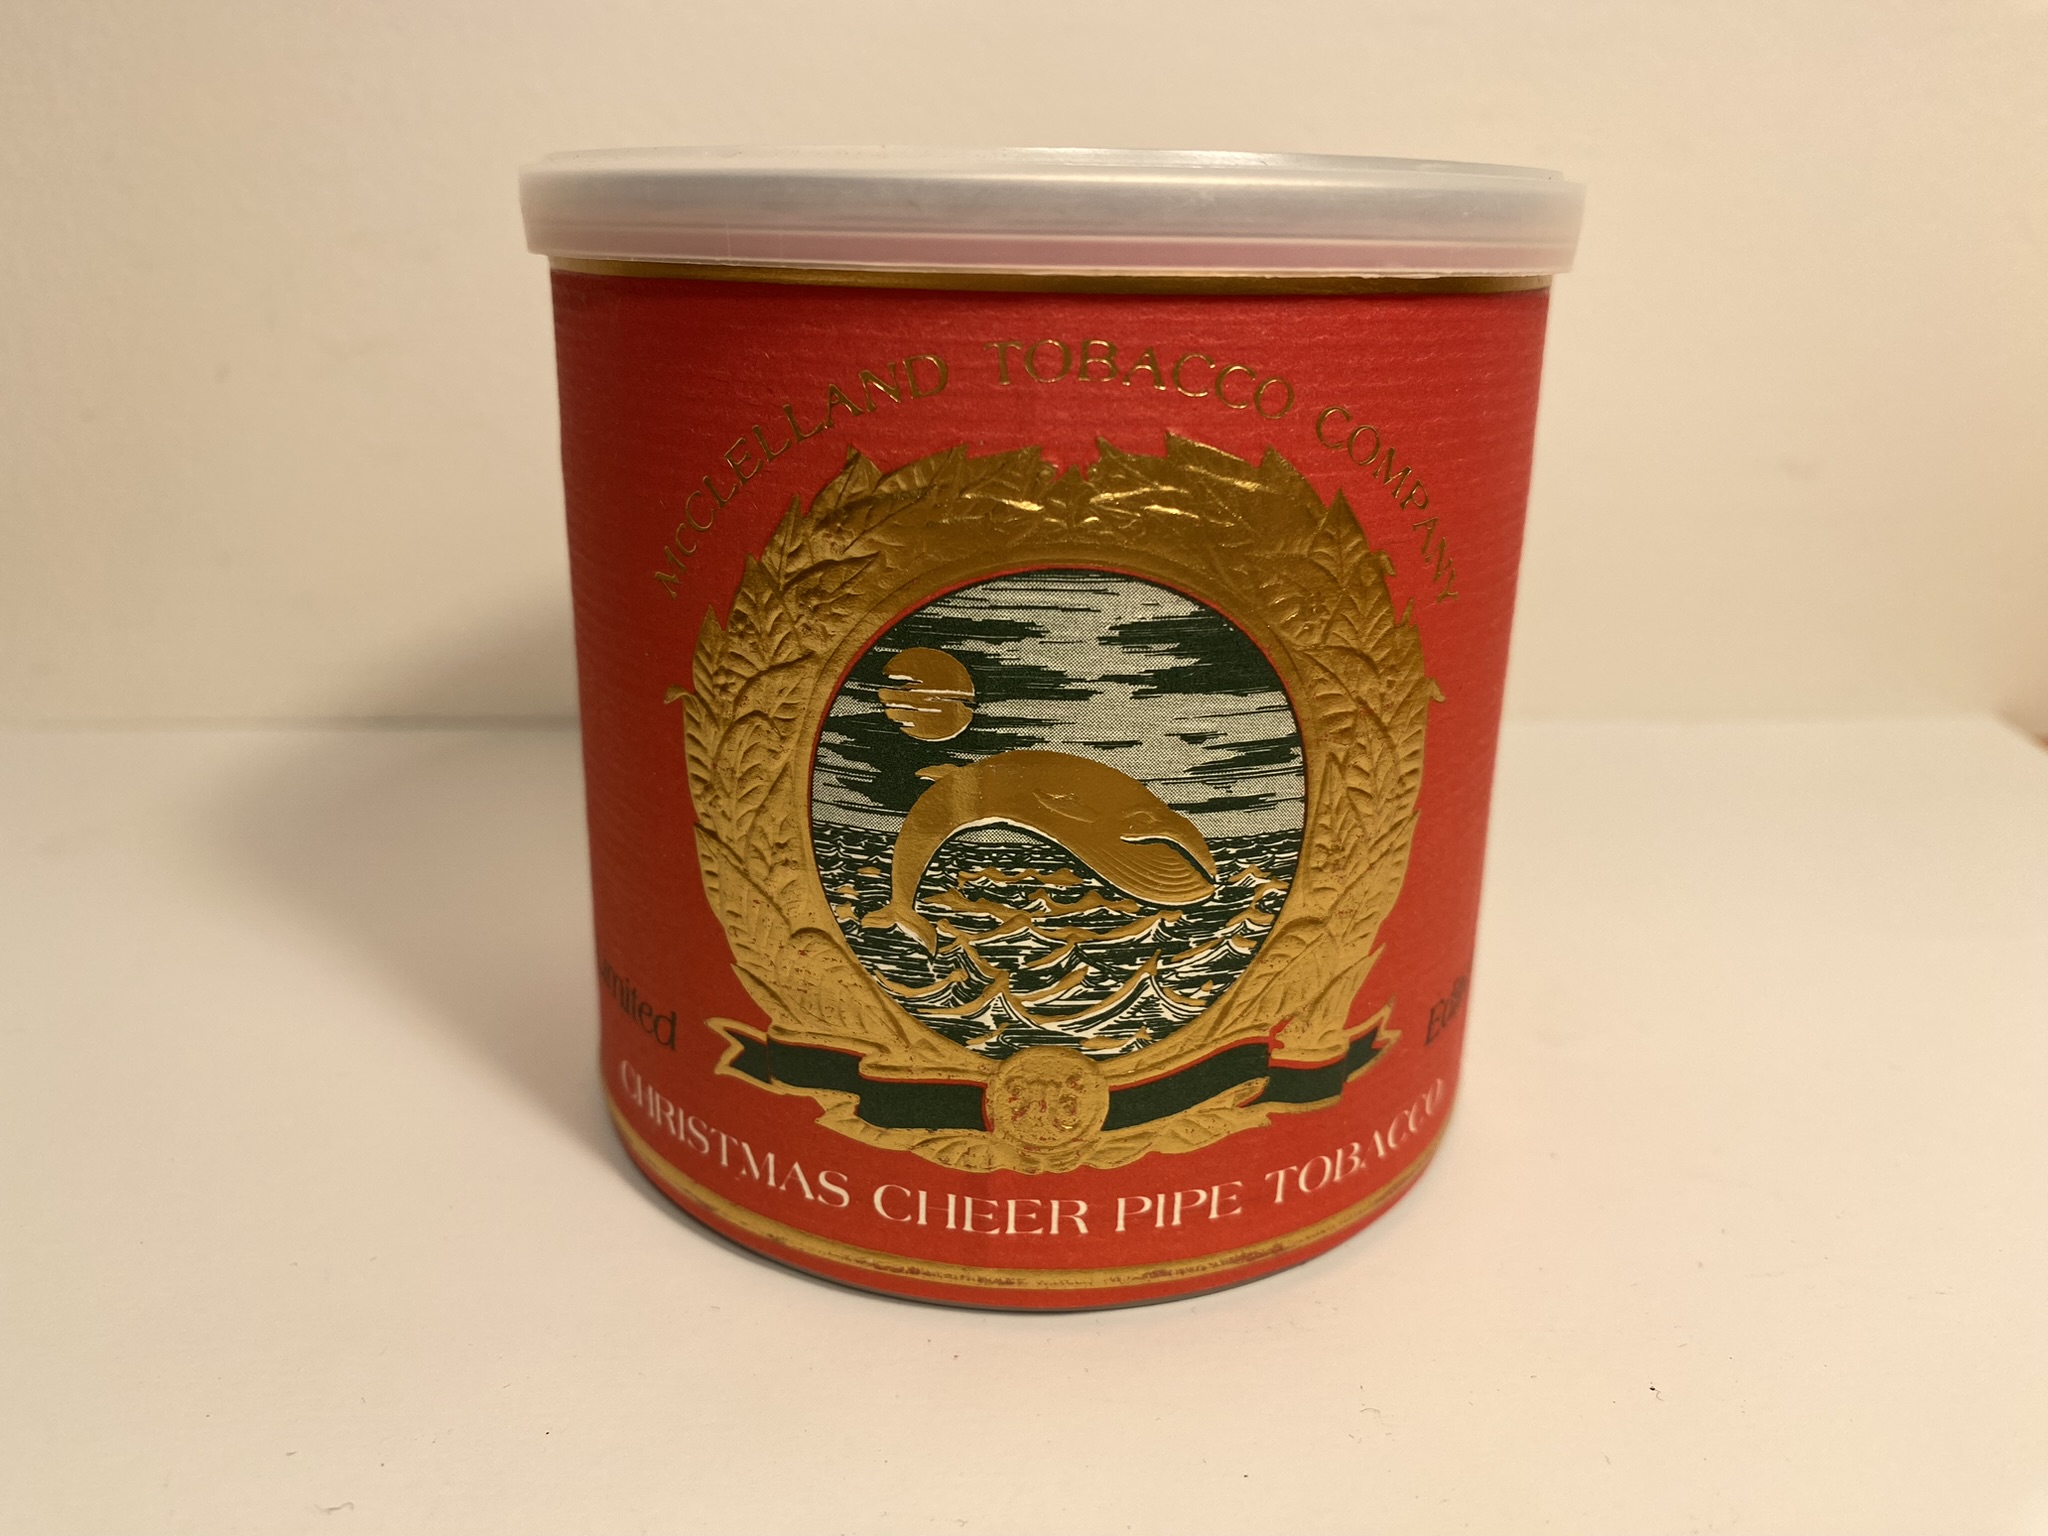 McCLELLAND TOBACCO COMPANY
CHRISTMAS CHEER PIPE TOBACCO